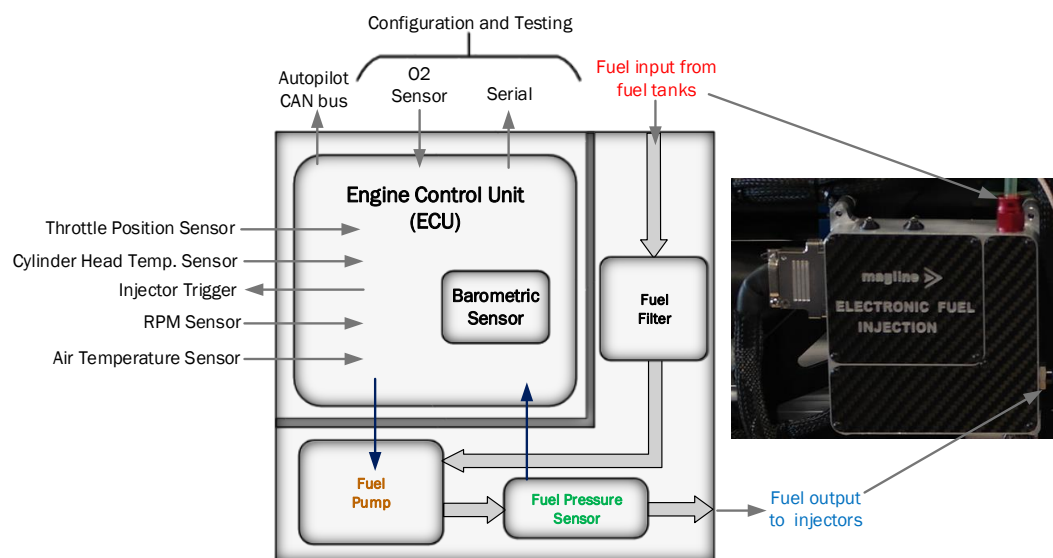 Configuration and Testing
Autopilot
CAN bus
O2
Sensor
Serial
Fuel input from
fuel tanks
Engine Control Unit
(ECU)
Throttle Position Sensor
Cylinder Head Temp. Sensor
Injector Trigger
RPM Sensor
Air Temperature Sensor
Barometric
Sensor
Fuel
Filter
magline
ELECTRONIC FUEL
INJECTION
Fuel
Pump
Fuel Pressure
Sensor
Fuel output
to injectors